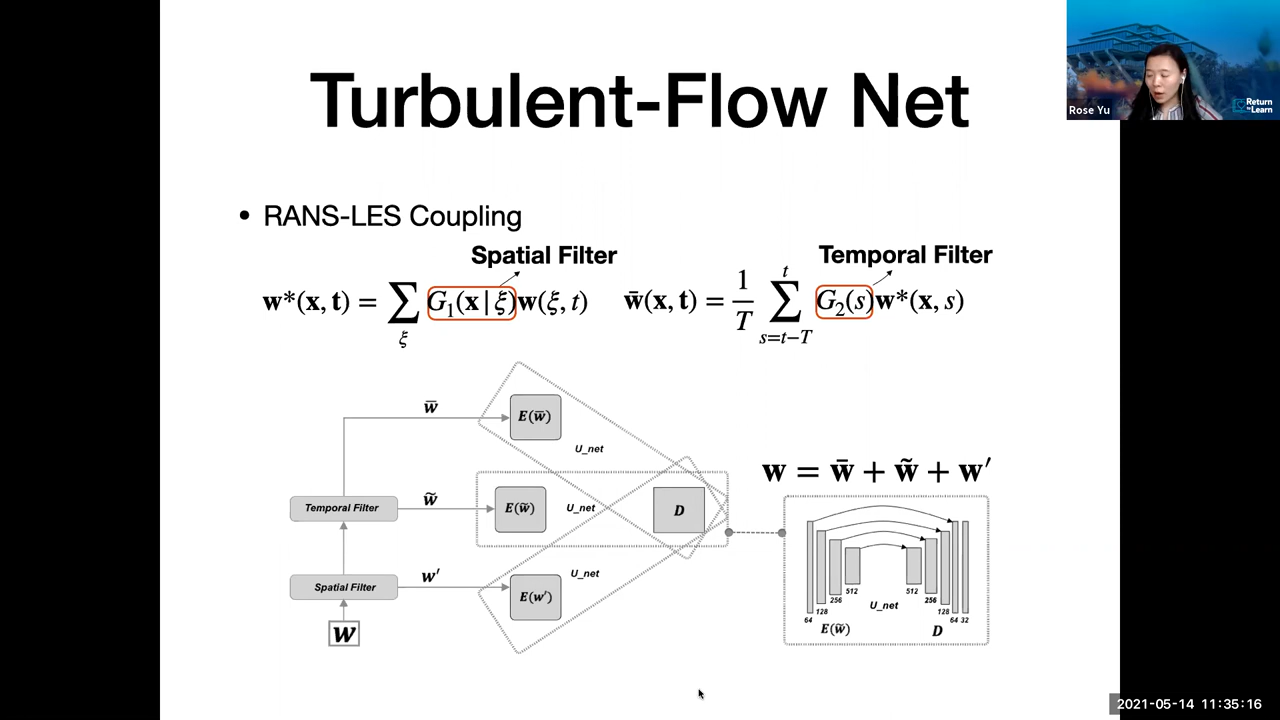 Turbulent-Flow Net
Rose Yu
Return to Learn
• RANS-LES Coupling
Spatial Filter
Temporal Filter
w*(x, t) = ∑_ξ G₁(x | ξ)w(ξ, t)
w̄(x, t) = 1/T ∑_{s=t−T}^{t} G₂(s)w*(x, s)
w̄
E(w̄)
U_net
w = w̄ + w̃ + w′
Temporal Filter
w̃
E(w̃)
U_net
D
w′
U_net
Spatial Filter
E(w′)
w
64 128 256 512 512 256 128 64 32
U_net
E(w̃)
D
2021-05-14 11:35:16